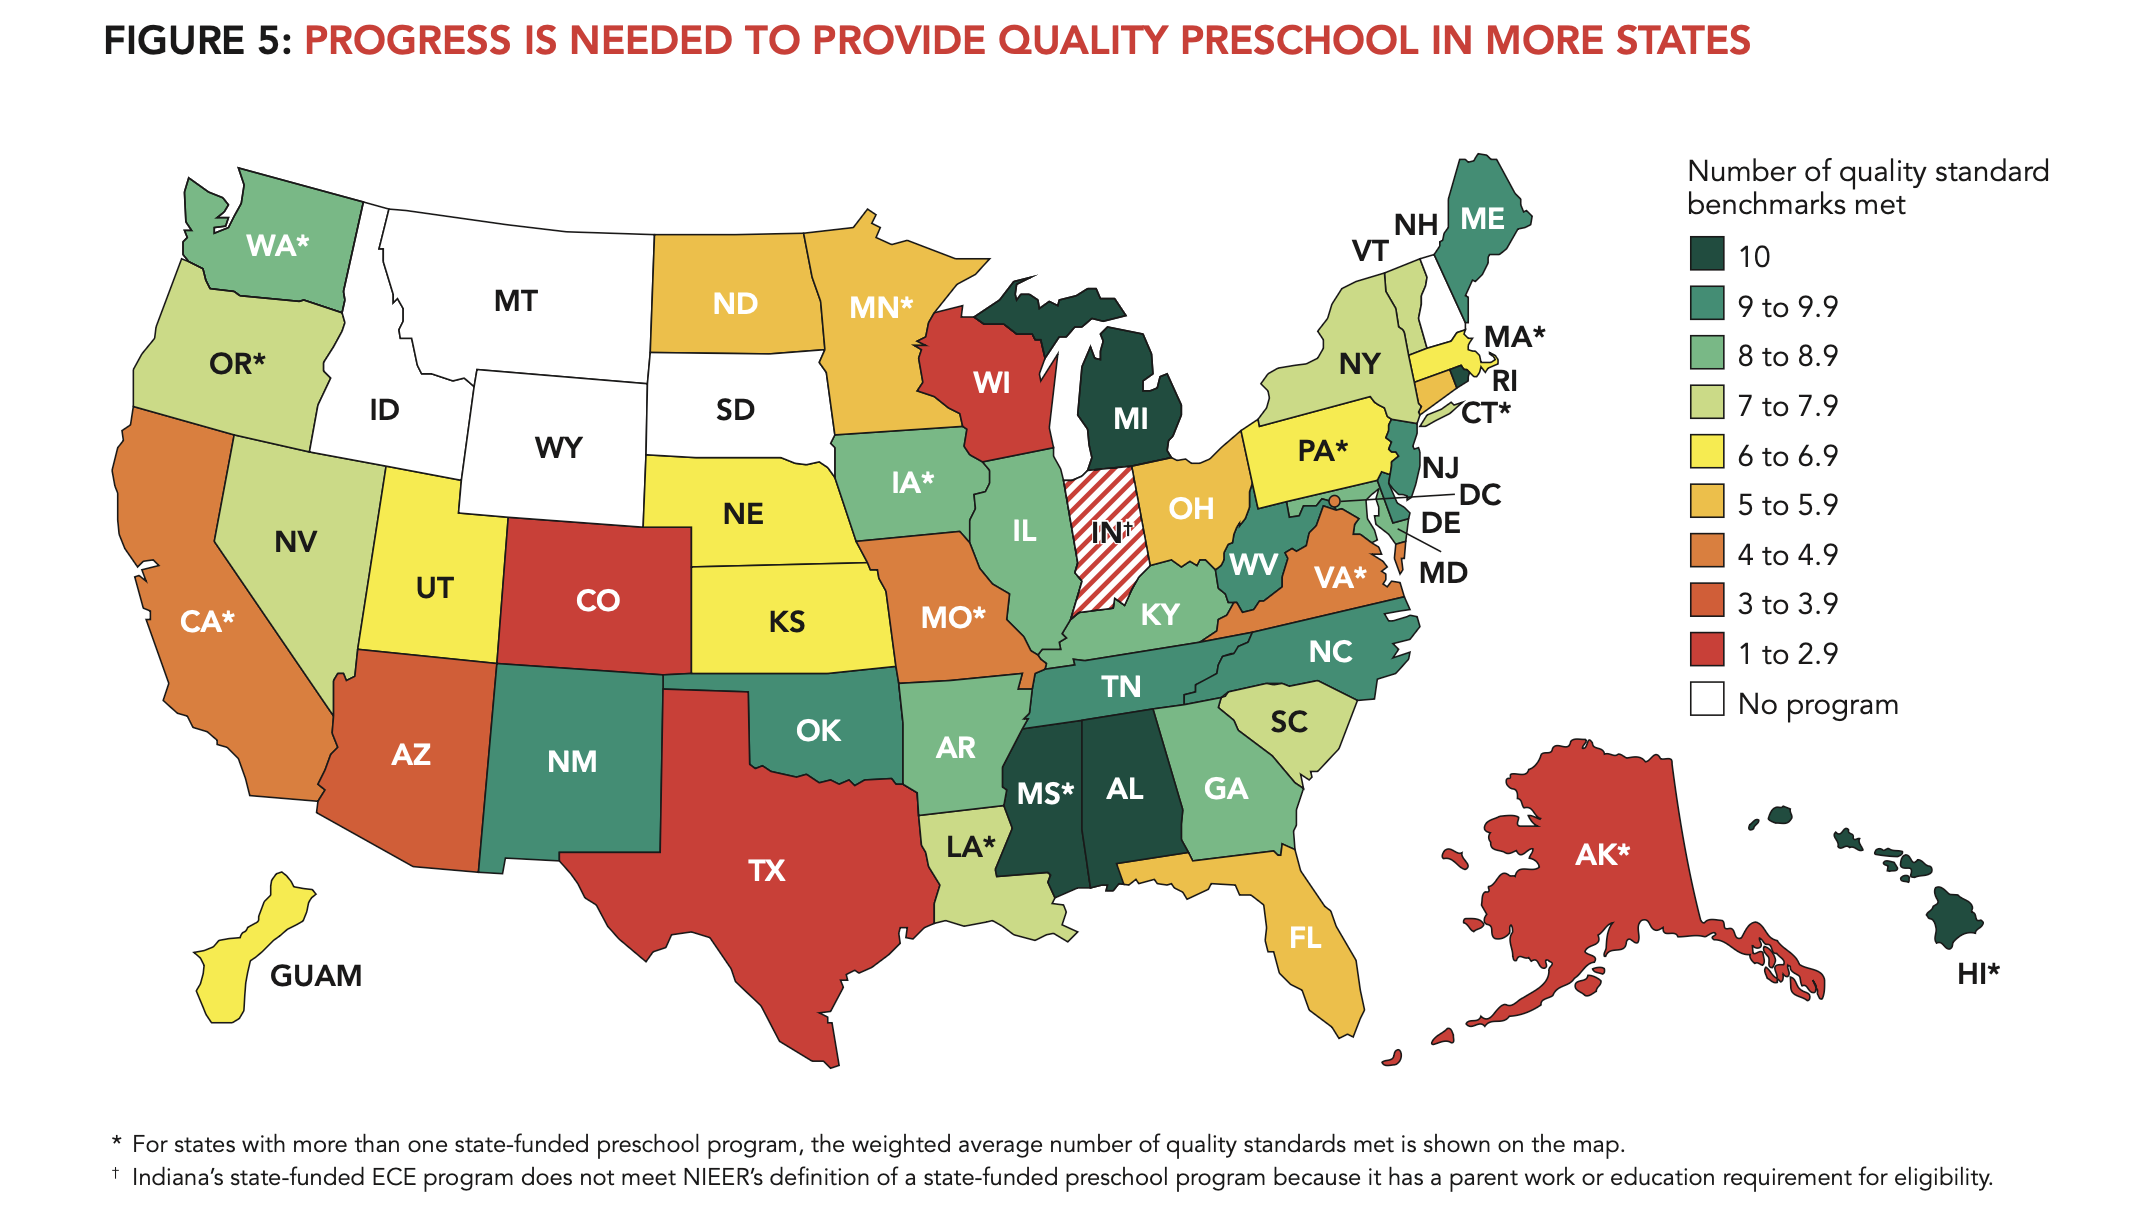 FIGURE 5: PROGRESS IS NEEDED TO PROVIDE QUALITY PRESCHOOL IN MORE STATES
Number of quality standard
benchmarks met
10
9 to 9.9
8 to 8.9
7 to 7.9
6 to 6.9
5 to 5.9
4 to 4.9
3 to 3.9
1 to 2.9
No program
WA*
OR*
CA*
NV
ID
MT
WY
UT
CO
AZ
NM
ND
SD
NE
KS
OK
TX
MN*
IA*
MO*
AR
LA*
WI
IL
MI
IN†
OH
KY
TN
MS*
AL
GA
FL
SC
NC
VA*
WV
PA*
NY
VT
NH
ME
MA*
RI
CT*
NJ
DC
DE
MD
AK*
HI*
GUAM
* For states with more than one state-funded preschool program, the weighted average number of quality standards met is shown on the map.
† Indiana’s state-funded ECE program does not meet NIEER’s definition of a state-funded preschool program because it has a parent work or education requirement for eligibility.